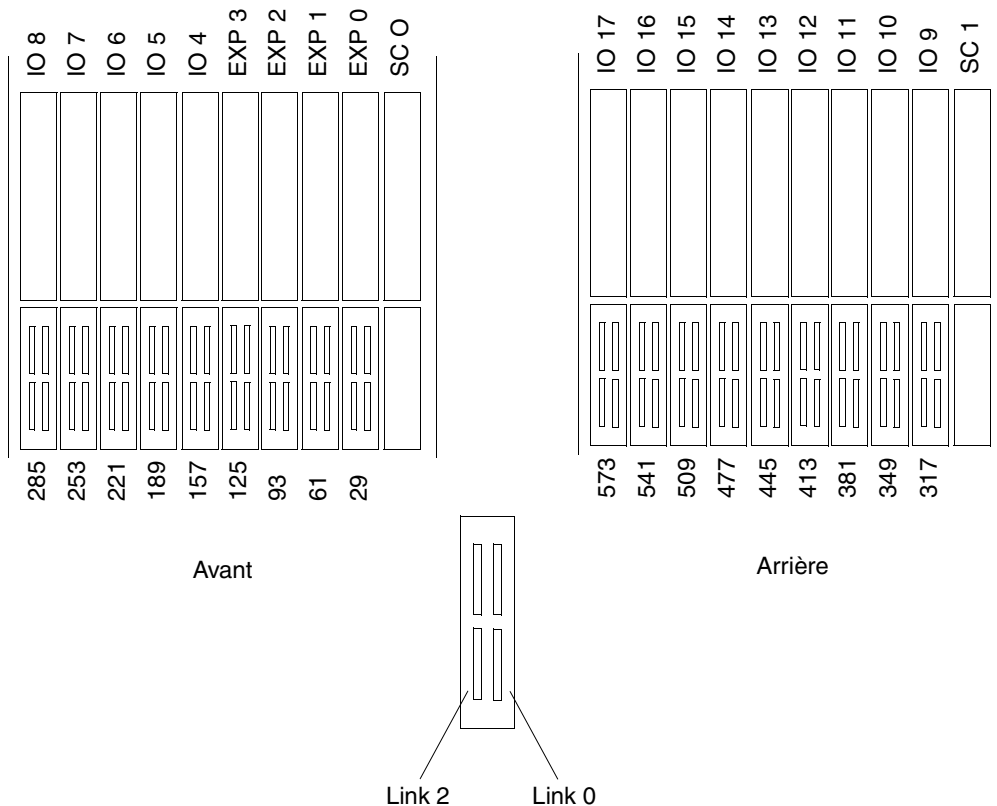 IO 8
IO 7
IO 6
IO 5
IO 4
EXP 3
EXP 2
EXP 1
EXP 0
SC O
IO 17
IO 16
IO 15
IO 14
IO 13
IO 12
IO 11
IO 10
IO 9
SC 1
285
253
221
189
157
125
93
61
29
573
541
509
477
445
413
381
349
317
Avant
Arrière
Link 2
Link 0